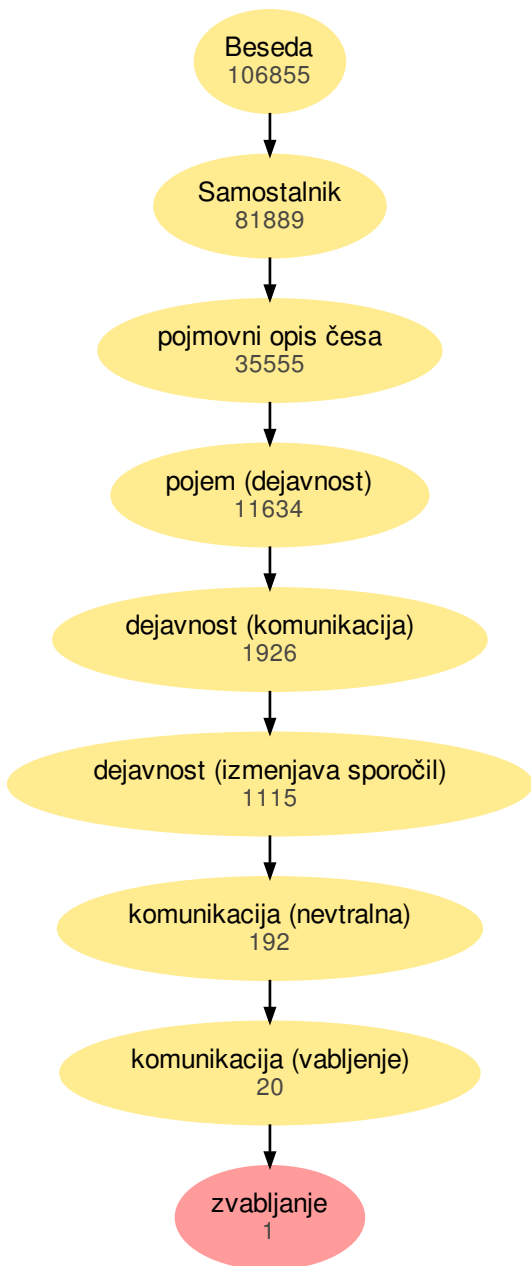 Beseda
106855
Samostalnik
81889
pojmovni opis česa
35555
pojem (dejavnost)
11634
dejavnost (komunikacija)
1926
dejavnost (izmenjava sporočil)
1115
komunikacija (nevtralna)
192
komunikacija (vabljenje)
20
zvabljanje
1